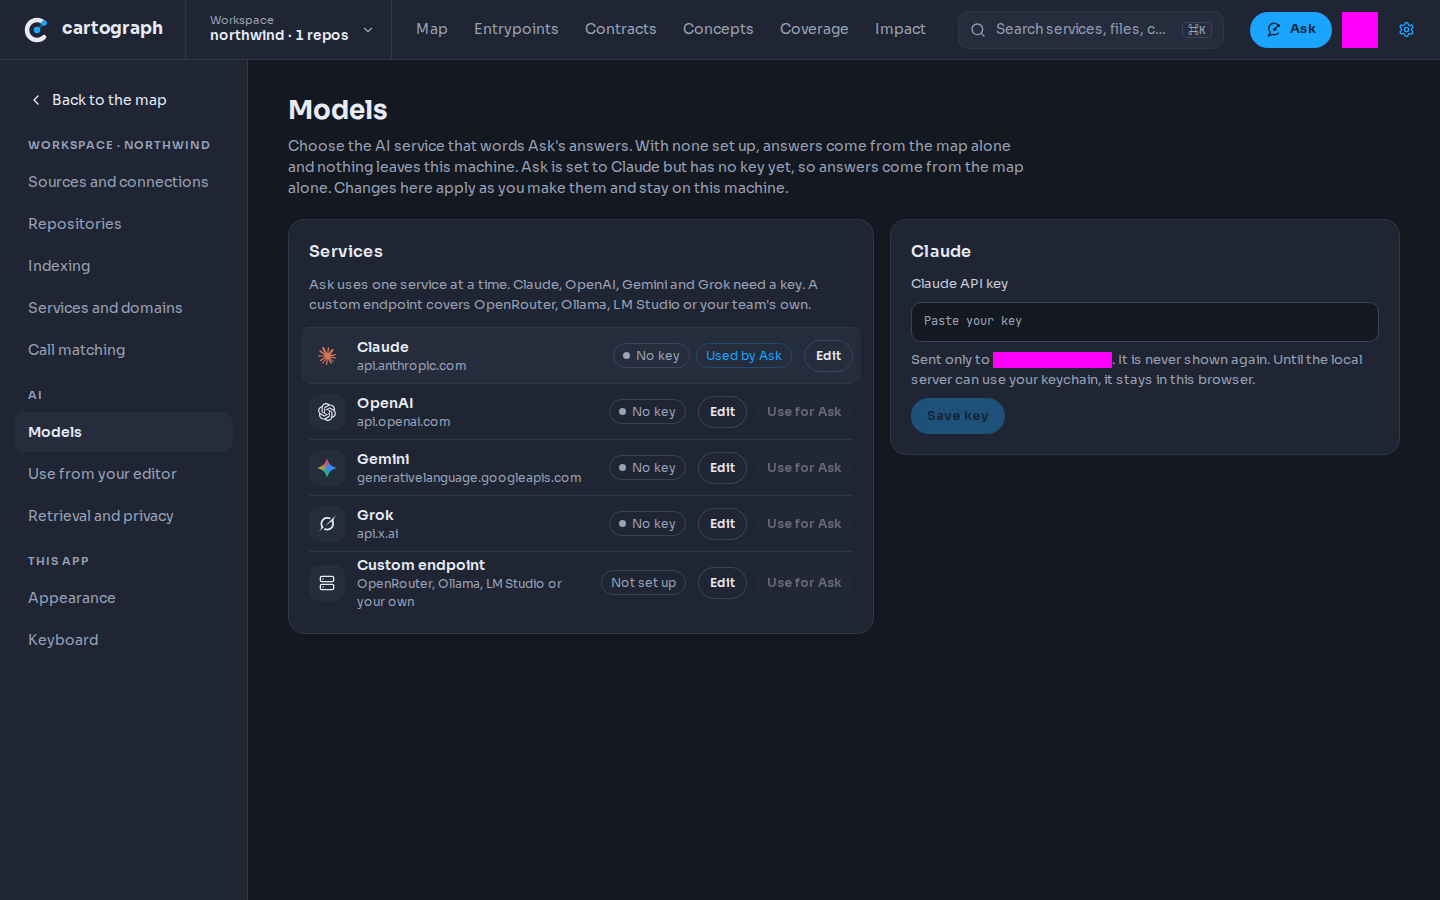 cartograph
Workspace
northwind · 1 repos
Map
Entrypoints
Contracts
Concepts
Coverage
Impact
Search services, files, c...
⌘K
Ask
Back to the map
WORKSPACE · NORTHWIND
Sources and connections
Repositories
Indexing
Services and domains
Call matching
AI
Models
Use from your editor
Retrieval and privacy
THIS APP
Appearance
Keyboard
Models
Choose the AI service that words Ask's answers. With none set up, answers come from the map alone
and nothing leaves this machine. Ask is set to Claude but has no key yet, so answers come from the map
alone. Changes here apply as you make them and stay on this machine.
Services
Ask uses one service at a time. Claude, OpenAI, Gemini and Grok need a key. A
custom endpoint covers OpenRouter, Ollama, LM Studio or your team's own.
Claude
api.anthropic.com
No key
Used by Ask
Edit
OpenAI
api.openai.com
No key
Edit
Use for Ask
Gemini
generativelanguage.googleapis.com
No key
Edit
Use for Ask
Grok
api.x.ai
No key
Edit
Use for Ask
Custom endpoint
OpenRouter, Ollama, LM Studio or
your own
Not set up
Edit
Use for Ask
Claude
Claude API key
Paste your key
Sent only to . It is never shown again. Until the local
server can use your keychain, it stays in this browser.
Save key